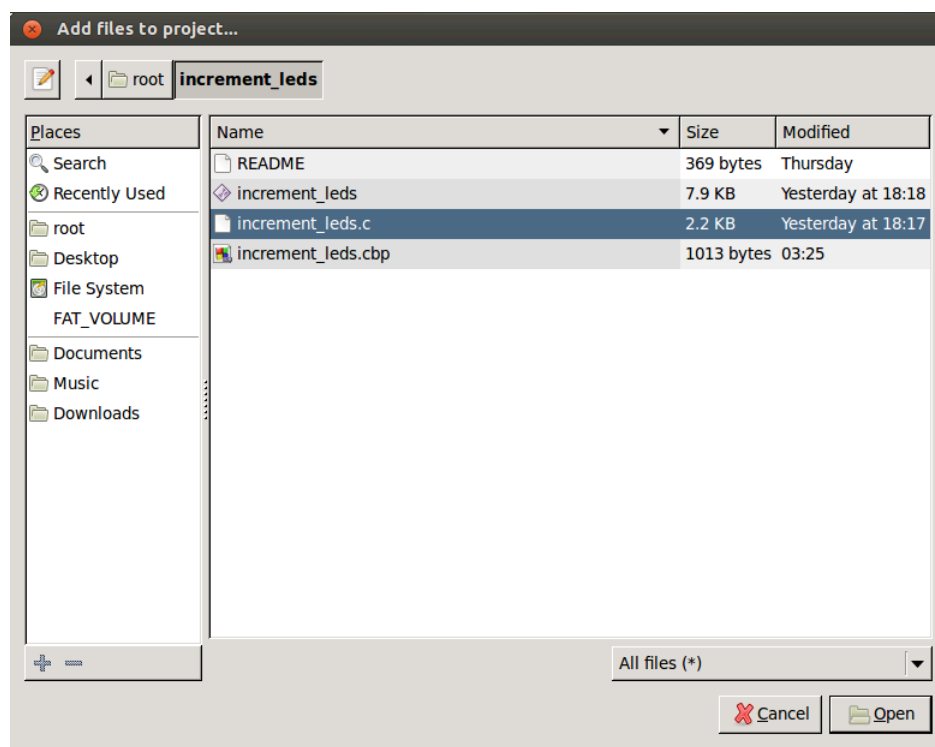 Add files to project...
root increment_leds
Places Name Size Modified
Search README 369 bytes Thursday
Recently Used increment_leds 7.9 KB Yesterday at 18:18
root increment_leds.c 2.2 KB Yesterday at 18:17
Desktop increment_leds.cbp 1013 bytes 03:25
File System
FAT_VOLUME
Documents
Music
Downloads
All files (*)
Cancel Open